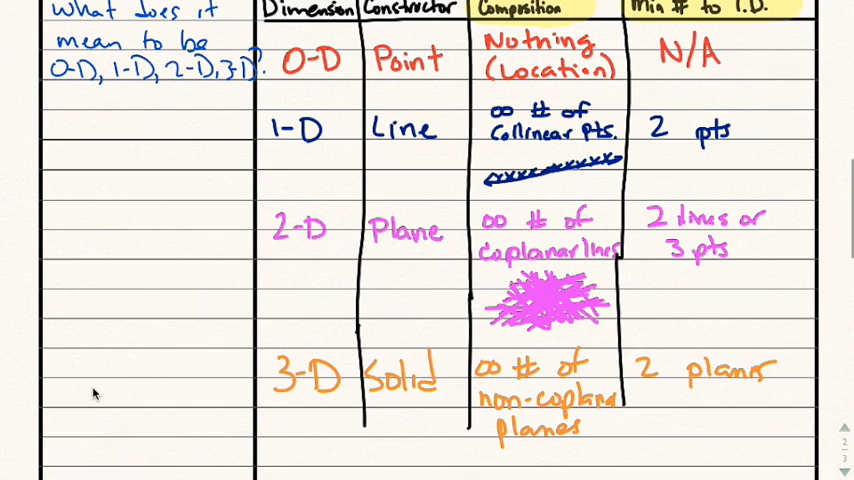 What does it
mean to be
0-D, 1-D, 2-D, 3-D?
Dimension Constructor Composition Min # to I.D.
0-D Point Nothing (Location) N/A
1-D Line ∞ # of Collinear Pts. 2 pts
2-D Plane ∞ # of coplanar lines 2 lines or 3 pts
3-D Solid ∞ # of non-coplanar planes 2 planes
2
3